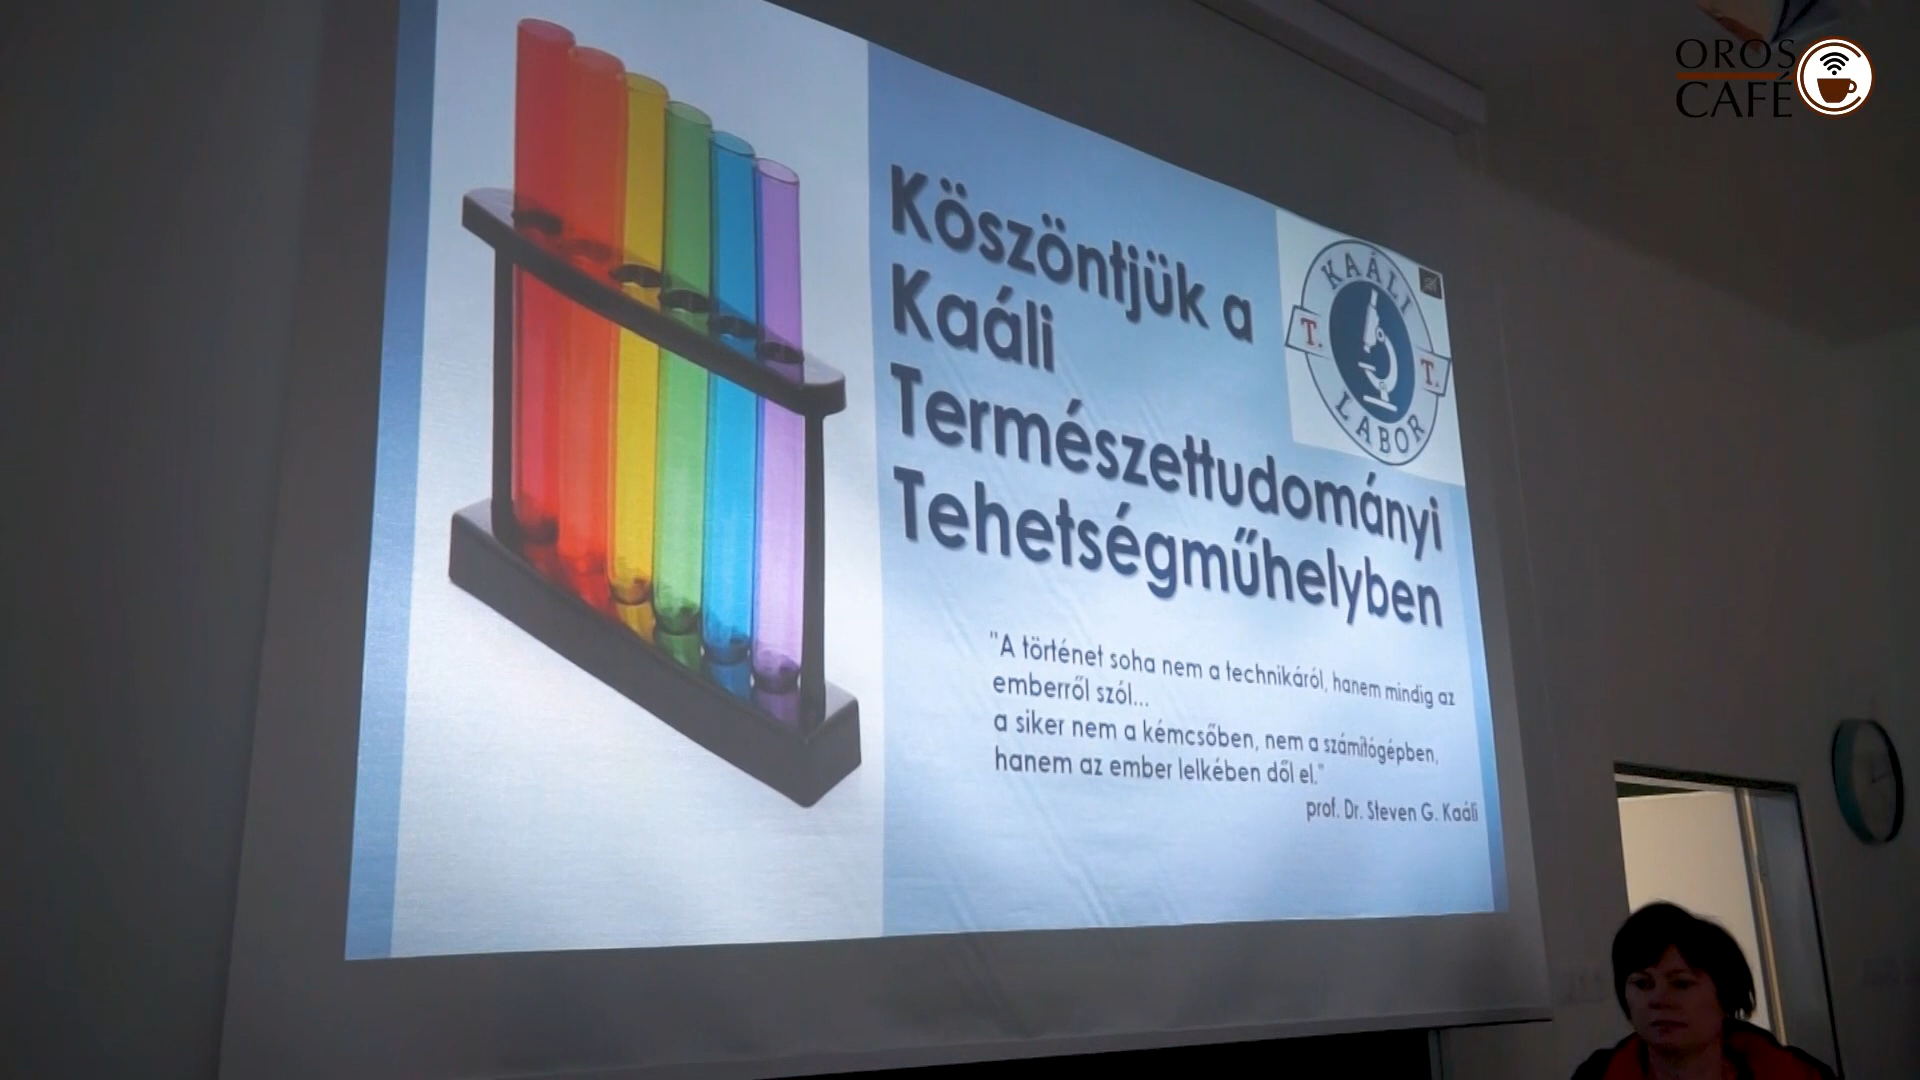 OROS
CAFÉ
Köszöntjük a
Kaáli
Természettudományi
Tehetségműhelyben
KAÁLI
T. T.
LABOR
"A történet soha nem a technikáról, hanem mindig az
emberről szól...
a siker nem a kémcsőben, nem a számítógépben,
hanem az ember lelkében dől el."
prof. Dr. Steven G. Kaáli